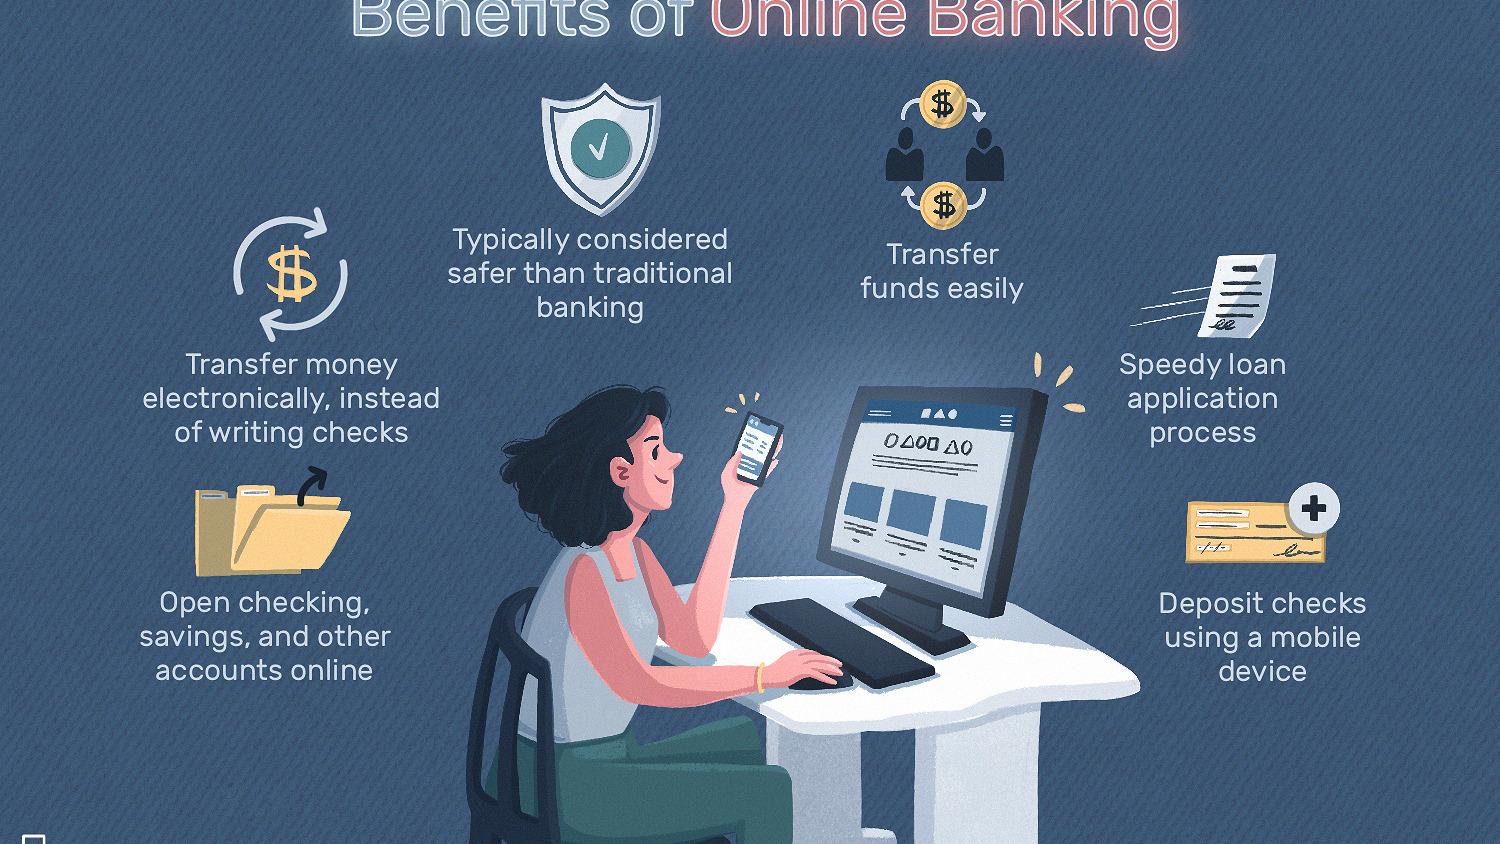 Benefits of Online Banking
Typically considered
safer than traditional
banking
Transfer
funds easily
Transfer money
electronically, instead
of writing checks
Speedy loan
application
process
Open checking,
savings, and other
accounts online
Deposit checks
using a mobile
device